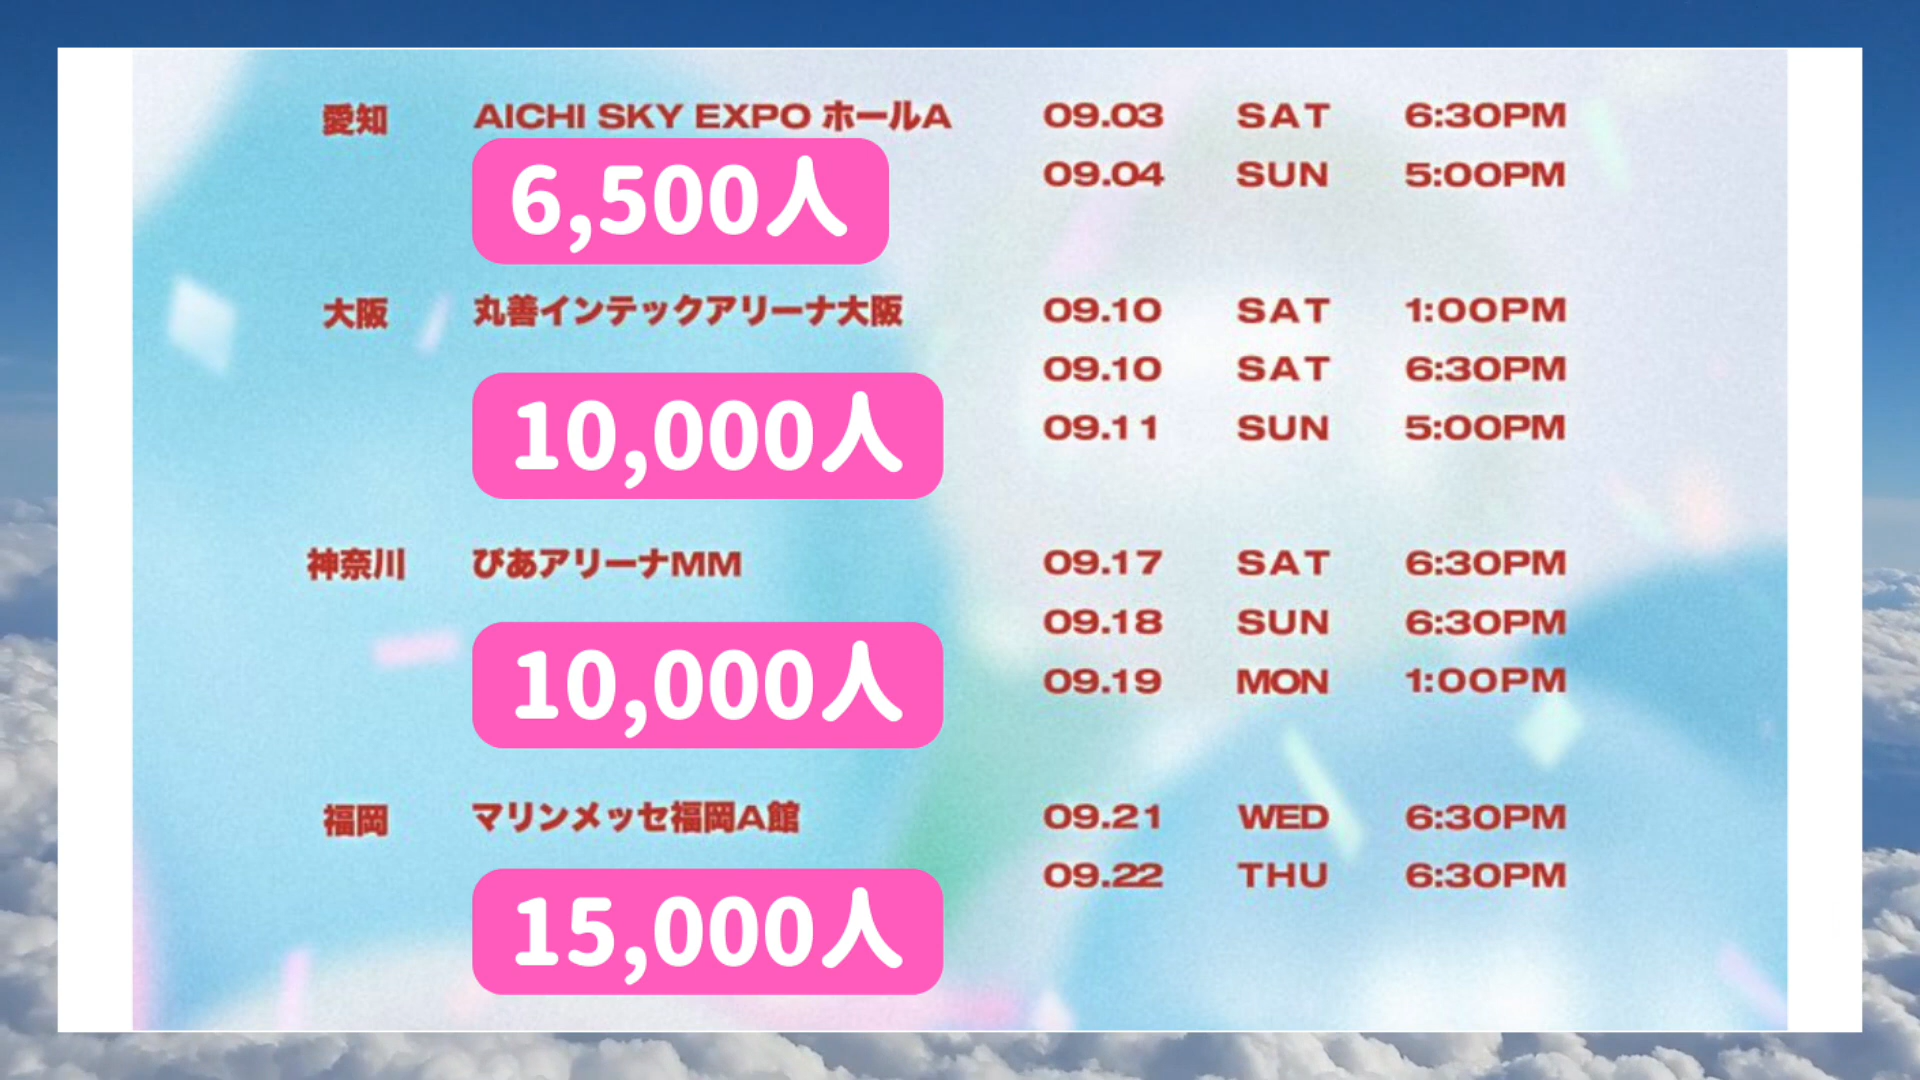 愛知 AICHI SKY EXPO ホールA 09.03 SAT 6:30PM
09.04 SUN 5:00PM
6,500人
大阪 丸善インテックアリーナ大阪 09.10 SAT 1:00PM
09.10 SAT 6:30PM
10,000人 09.11 SUN 5:00PM
神奈川 ぴあアリーナMM 09.17 SAT 6:30PM
09.18 SUN 6:30PM
10,000人 09.19 MON 1:00PM
福岡 マリンメッセ福岡A館 09.21 WED 6:30PM
09.22 THU 6:30PM
15,000人